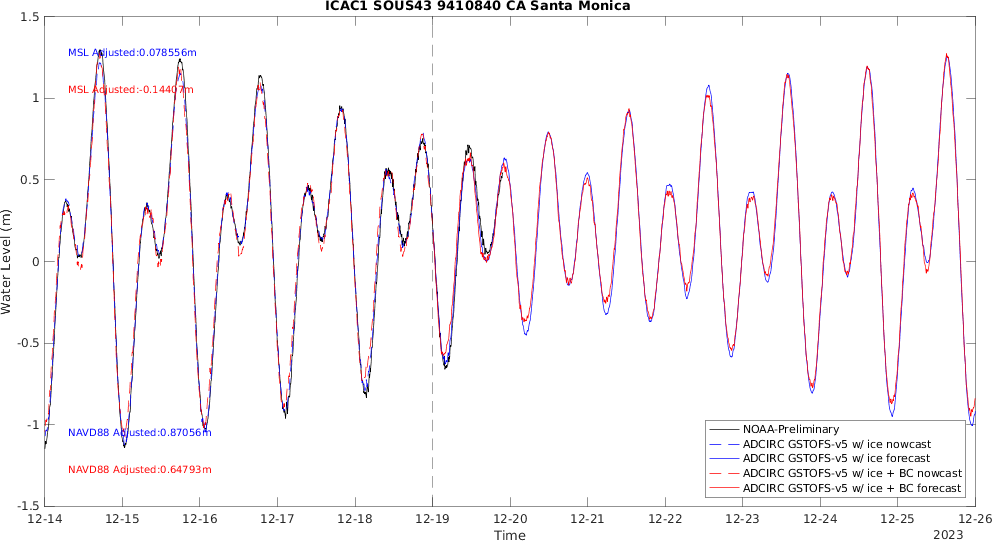 ICAC1 SOUS43 9410840 CA Santa Monica
1.5
1
0.5
0
-0.5
-1
-1.5
Water Level (m)
MSL Adjusted:0.078556m
MSL Adjusted:-0.14407m
NAVD88 Adjusted:0.87056m
NAVD88 Adjusted:0.64793m
NOAA-Preliminary
ADCIRC GSTOFS-v5 w/ ice nowcast
ADCIRC GSTOFS-v5 w/ ice forecast
ADCIRC GSTOFS-v5 w/ ice + BC nowcast
ADCIRC GSTOFS-v5 w/ ice + BC forecast
12-14 12-15 12-16 12-17 12-18 12-19 12-20 12-21 12-22 12-23 12-24 12-25 12-26
Time
2023